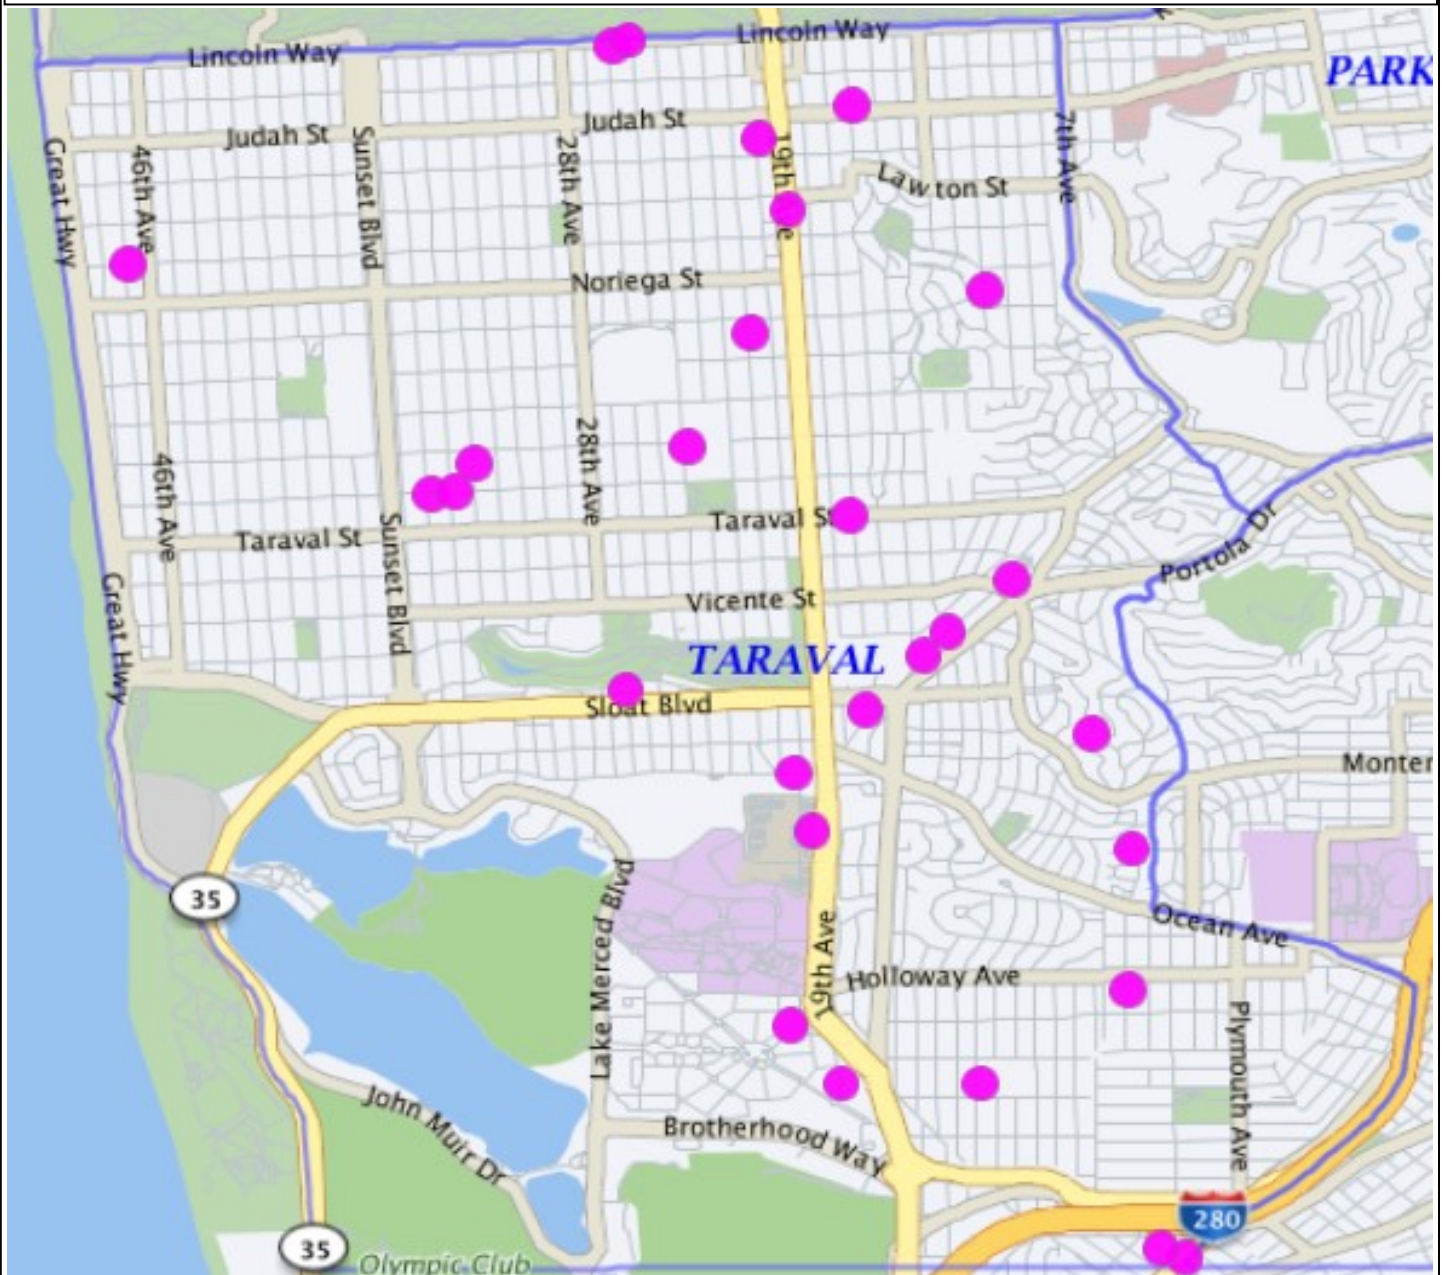 Lincoln Way
Lincoln Way
PARK
Judah St
Judah St
Great Hwy
46th Ave
Sunset Blvd
28th Ave
19th
7th Ave
Lawton St
Noriega St
46th Ave
28th Ave
Taraval St
Taraval St
Sunset Blvd
Portola Dr
Great Hwy
Vicente St
TARAVAL
Sloat Blvd
Monter
35
Lake Merced Blvd
19th Ave
Ocean Ave
Holloway Ave
Plymouth Ave
John Muir Dr
Brotherhood Way
280
35
Olympic Club